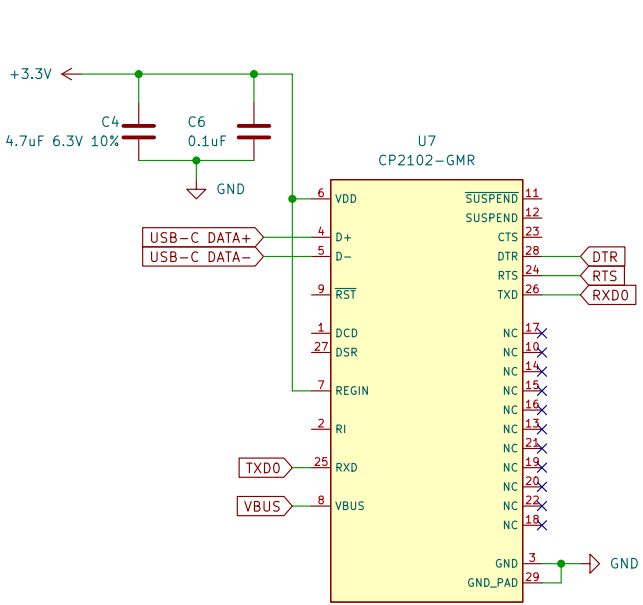 +3.3V
C4
4.7uF 6.3V 10%
C6
0.1uF
GND
U7
CP2102-GMR
6 VDD
SUSPEND 11
SUSPEND 12
USB-C DATA+ 4 D+
CTS 23
USB-C DATA- 5 D-
DTR 28 DTR
RTS 24 RTS
9 RST
TXD 26 RXD0
1 DCD
NC 17
27 DSR
NC 10
NC 14
7 REGIN
NC 15
NC 16
2 RI
NC 13
NC 21
TXD0 25 RXD
NC 19
NC 20
VBUS 8 VBUS
NC 22
NC 18
GND 3 GND
GND_PAD 29